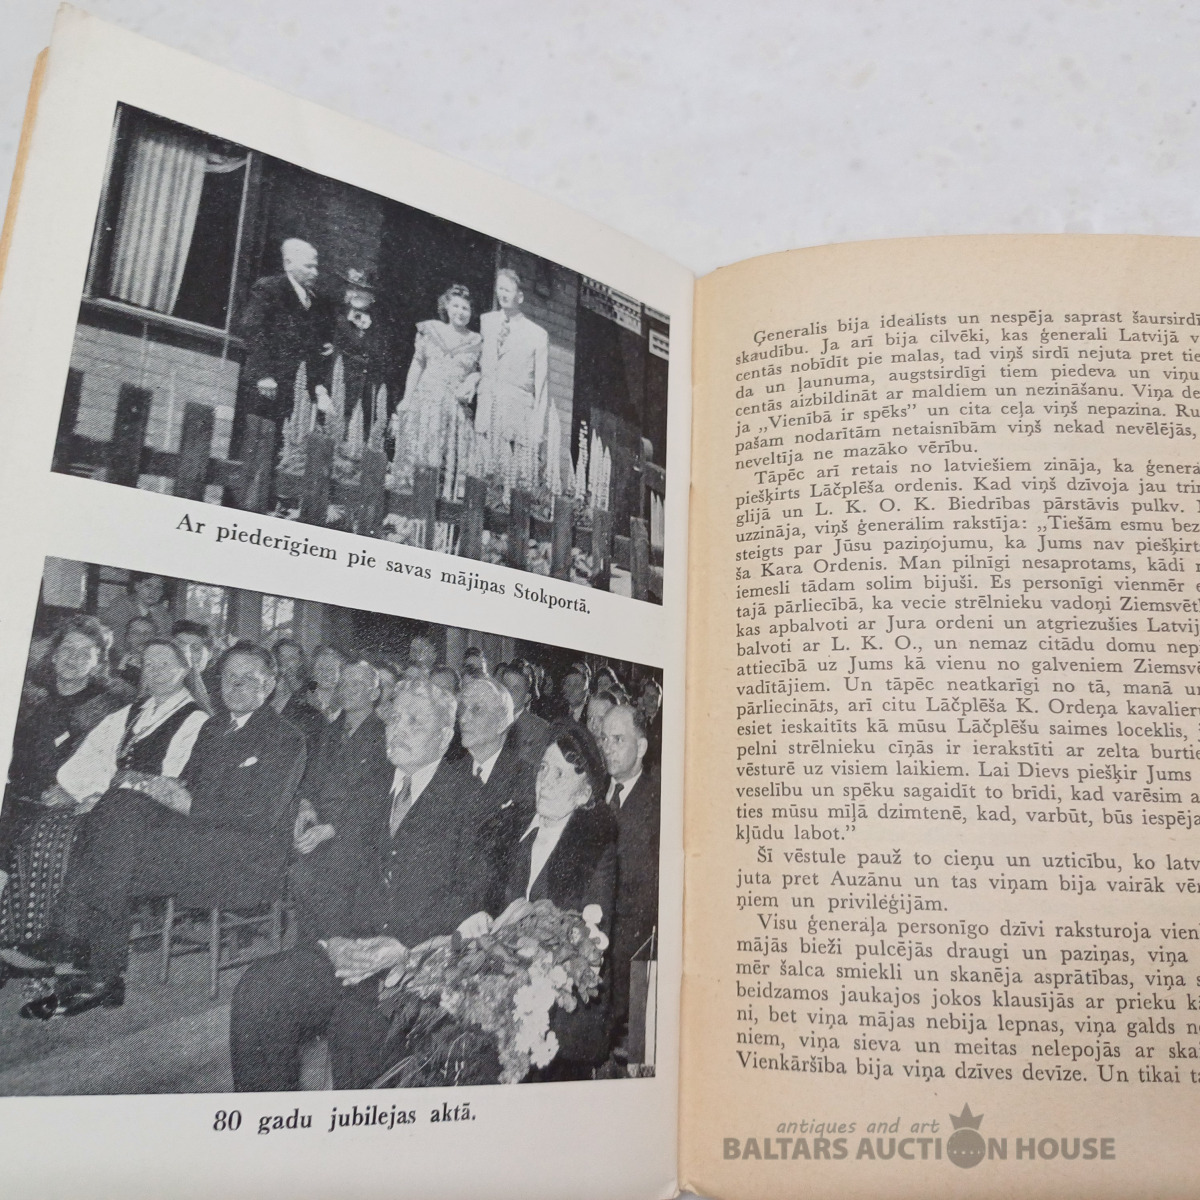 Ar piederīgiem pie savas mājiņas Stokportā.
80 gadu jubilejas aktā.
Ģeneralis bija ideālists un nespēja saprast šaursirdī
skaudību. Ja arī bija cilvēki, kas ģenerali Latvijā v
centās nobīdīt pie malas, tad viņš sirdī nejuta pret tie
da un ļaunuma, augstsirdīgi tiem piedeva un viņu
centās aizbildināt ar maldiem un nezināšanu. Viņa de
ja „Vienībā ir spēks” un cita ceļa viņš nepazina. Ru
pašam nodarītām netaisnībām viņš nekad nevēlējās,
neveltīja ne mazāko vērību.
Tāpēc arī retais no latviešiem zināja, ka ģenera
piešķirts Lāčplēša ordenis. Kad viņš dzīvoja jau trim
glijā un L. K. O. K. Biedrības pārstāvis pulkv.
uzzināja, viņš ģenerālim rakstīja: „Tiešām esmu bez
steigts par Jūsu paziņojumu, ka Jums nav piešķirts
ša Kara Ordenis. Man pilnīgi nesaprotams, kādi
iemesli tādam solim bijuši. Es personīgi vienmēr e
tajā pārliecībā, ka vecie strēlnieku vadoņi Ziemsvēt
kas apbalvoti ar Jura ordeni un atgriezušies Latvij
balvoti ar L. K. O., un nemaz citādu domu nep
attiecībā uz Jums kā vienu no galveniem Ziemsvē
vadītājiem. Un tāpēc neatkarīgi no tā, manā u
pārliecināts, arī citu Lāčplēša K. Ordeņa kavalieru
esiet ieskaitīts kā mūsu Lāčplēšu saimes loceklis,
pelni strēlnieku cīņās ir ierakstīti ar zelta burtie
vēsturē uz visiem laikiem. Lai Dievs piešķir Jums
veselību un spēku sagaidīt to brīdi, kad varēsim a
ties mūsu mīļā dzimtenē, kad, varbūt, būs iespēja
kļūdu labot.”
Šī vēstule pauž to cieņu un uzticību, ko latv
juta pret Auzānu un tas viņam bija vairāk vēr
ņiem un privilēģijām.
Visu ģenerāļa personīgo dzīvi raksturoja vien
mājās bieži pulcējās draugi un paziņas, viņa
mēr šalca smiekli un skanēja asprātības, viņa s
beidzamos jaukajos jokos klausījās ar prieku k
ni, bet viņa mājas nebija lepnas, viņa galds ne
niem, viņa sieva un meitas nelepojās ar skai
Vienkāršība bija viņa dzīves devīze. Un tikai ta
antiques and art
BALTARS AUCTION HOUSE